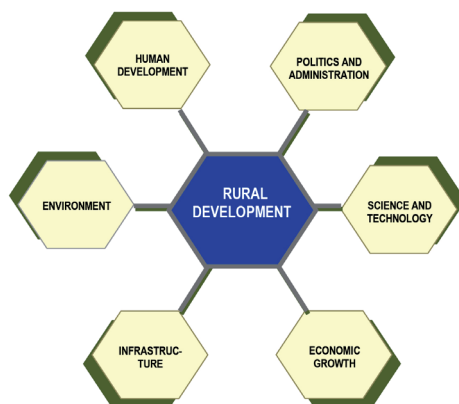 HUMAN
DEVELOPMENT
POLITICS AND
ADMINISTRATION
ENVIRONMENT
RURAL
DEVELOPMENT
SCIENCE AND
TECHNOLOGY
INFRASTRUC-
TURE
ECONOMIC
GROWTH